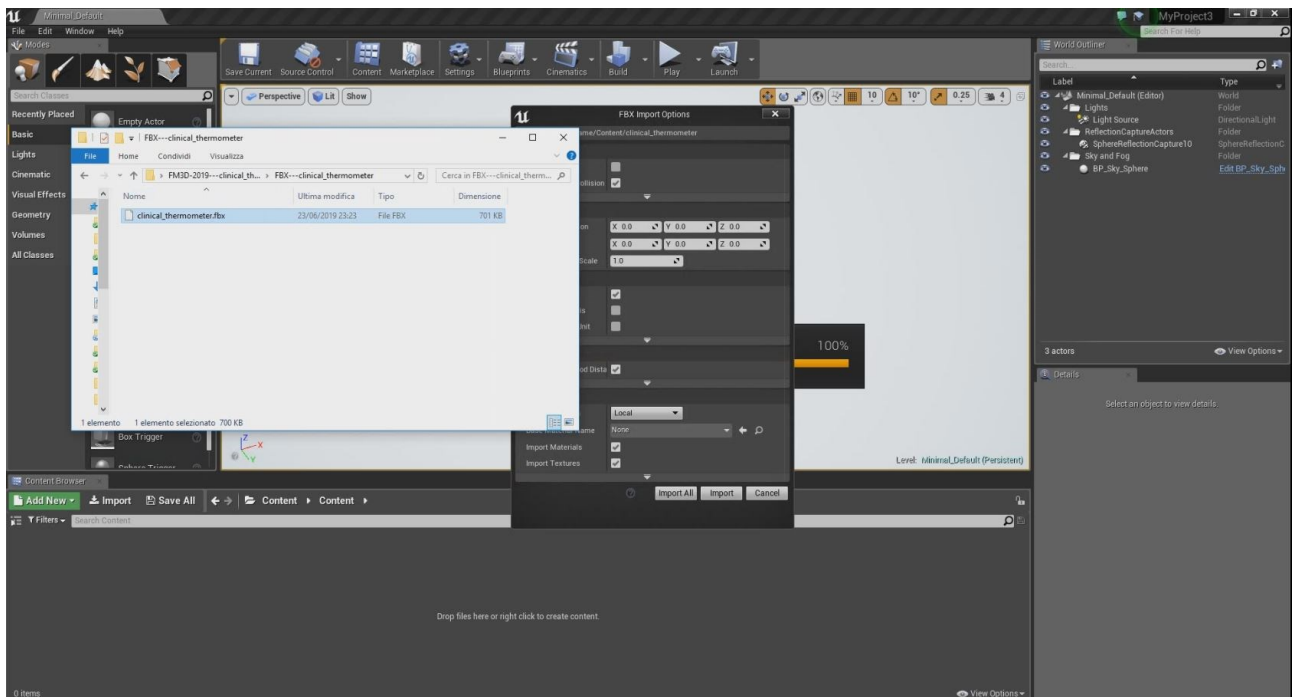 Minimal_Default
MyProject3
File Edit Window Help
Search For Help
Modes
Save Current Source Control Content Marketplace Settings Blueprints Cinematics Build Play Launch
World Outliner
Search...
Search Classes
Perspective Lit Show
10 10° 0.25 4
Label Type
Minimal_Default (Editor) World
Lights Folder
Light Source DirectionalLight
ReflectionCaptureActors Folder
SphereReflectionCapture10 SphereReflectionC
Sky and Fog Folder
BP_Sky_Sphere Edit BP_Sky_Sph
3 actors View Options
Details
Select an object to view details.
Recently Placed
Basic
Lights
Cinematic
Visual Effects
Geometry
Volumes
All Classes
Empty Actor
Box Trigger
FBX---clinical_thermometer
File Home Condividi Visualizza
FM3D-2019---clinical_th... > FBX---clinical_thermometer
Cerca in FBX---clinical_therm...
Nome Ultima modifica Tipo Dimensione
clinical_thermometer.fbx 23/06/2019 23:23 File FBX 701 KB
1 elemento 1 elemento selezionato 700 KB
FBX Import Options
me/Content/clinical_thermometer
ollision
on X 0.0 Y 0.0 Z 0.0
X 0.0 Y 0.0 Z 0.0
Scale 1.0
od Dista
Local
None
Import Materials
Import Textures
Import All Import Cancel
100%
Z X Y
Level: Minimal_Default (Persistent)
Content Browser
Add New Import Save All Content Content
Filters Search Content
Drop files here or right click to create content.
0 items View Options